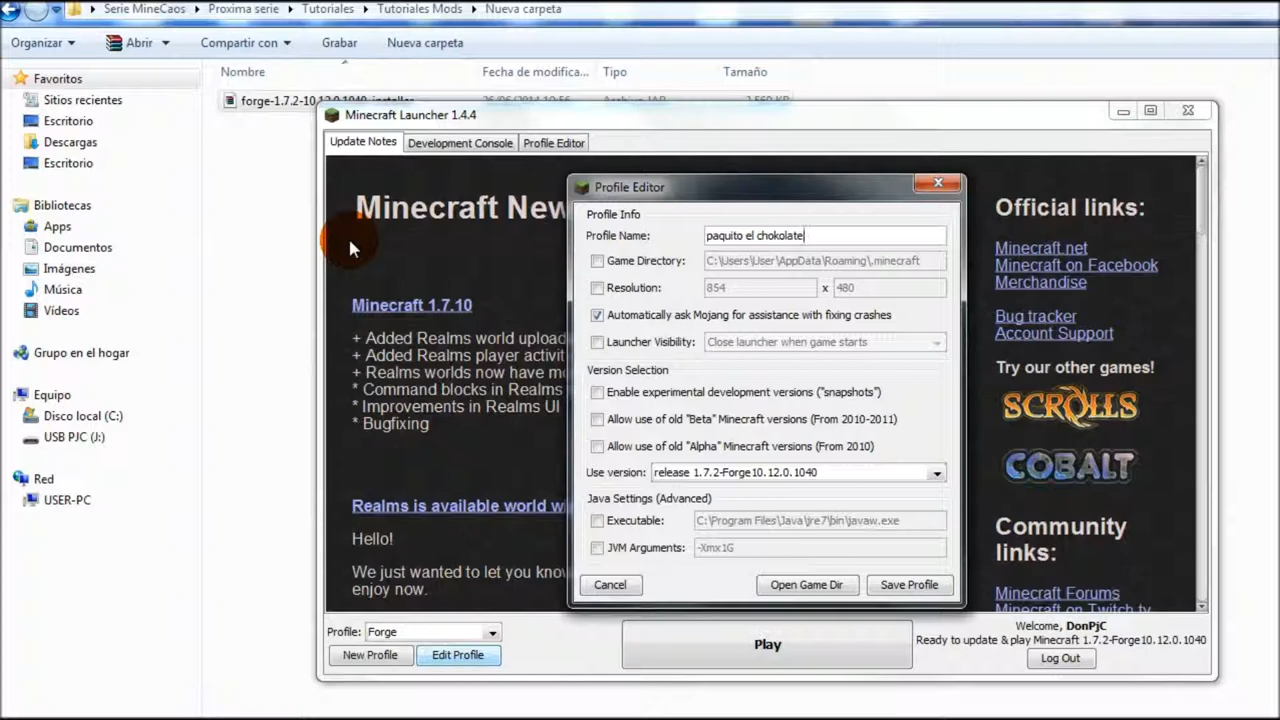 Serie MineCaos Proxima serie Tutoriales Tutoriales Mods Nueva carpeta
Organizar Abrir Compartir con Grabar Nueva carpeta
Nombre Fecha de modifica... Tipo Tamaño
Favoritos
Sitios recientes
Escritorio
Descargas
Escritorio
Bibliotecas
Apps
Documentos
Imágenes
Música
Vídeos
Grupo en el hogar
Equipo
Disco local (C:)
USB PJC (J:)
Red
USER-PC
Minecraft Launcher 1.4.4
Update Notes Development Console Profile Editor
Minecraft New
Minecraft 1.7.10
+ Added Realms world upload
+ Added Realms player activit
+ Realms worlds now have m
* Command blocks in Realms
* Improvements in Realms UI
* Bugfixing
Realms is available world wi
Hello!
We just wanted to let you know
enjoy now.
Profile Editor
Profile Info
Profile Name: paquito el chokolate
Game Directory: C:\Users\User\AppData\Roaming\.minecraft
Resolution: 854 x 480
Automatically ask Mojang for assistance with fixing crashes
Launcher Visibility: Close launcher when game starts
Version Selection
Enable experimental development versions ("snapshots")
Allow use of old "Beta" Minecraft versions (From 2010-2011)
Allow use of old "Alpha" Minecraft versions (From 2010)
Use version: release 1.7.2-Forge10.12.0.1040
Java Settings (Advanced)
Executable: C:\Program Files\Java\jre7\bin\javaw.exe
JVM Arguments: -Xmx1G
Cancel Open Game Dir Save Profile
Official links:
Minecraft.net
Minecraft on Facebook
Merchandise
Bug tracker
Account Support
Try our other games!
SCROLLS
COBALT
Community
links:
Minecraft Forums
Minecraft on Twitch.tv
Profile: Forge
New Profile Edit Profile
Play
Welcome, DonPjC
Ready to update & play Minecraft 1.7.2-Forge10.12.0.1040
Log Out